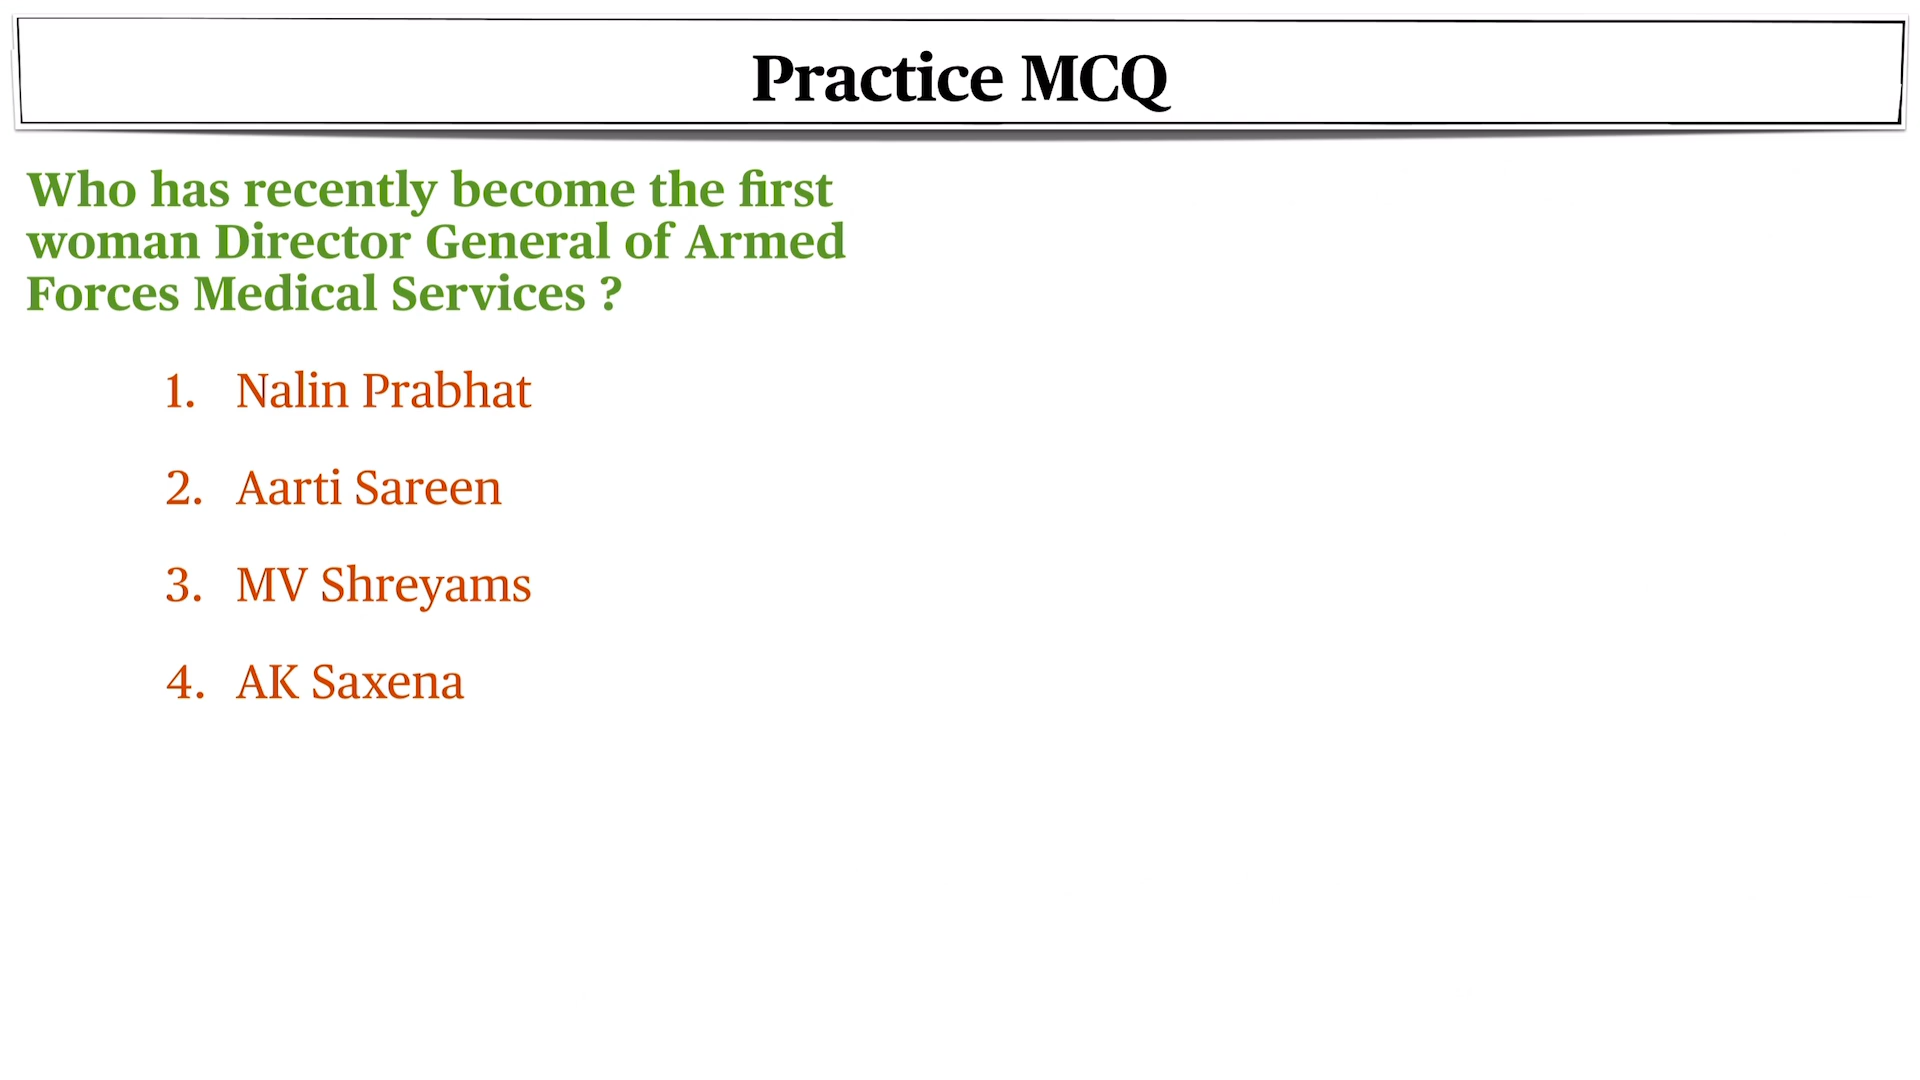 Practice MCQ
Who has recently become the first
woman Director General of Armed
Forces Medical Services ?
1. Nalin Prabhat
2. Aarti Sareen
3. MV Shreyams
4. AK Saxena